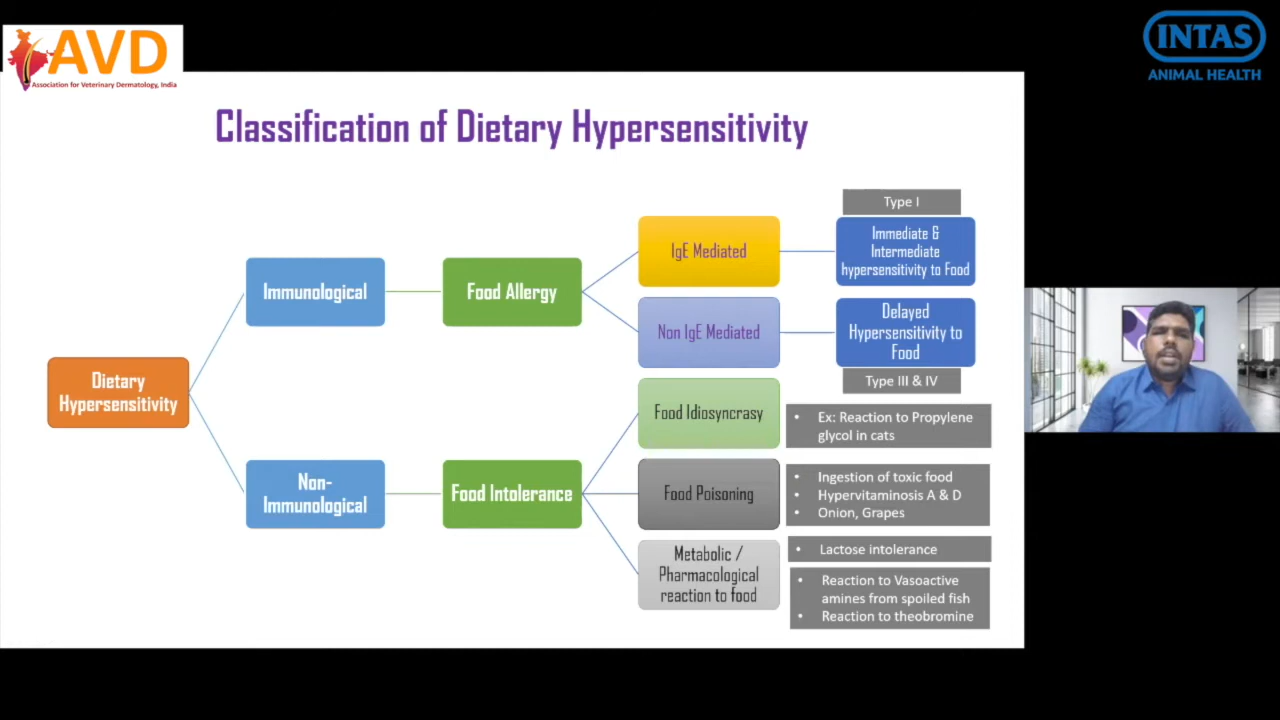 AVD
Association for Veterinary Dermatology, India
INTAS
ANIMAL HEALTH
Classification of Dietary Hypersensitivity
Dietary
Hypersensitivity
Immunological
Food Allergy
IgE Mediated
Type I
Immediate &
Intermediate
hypersensitivity to Food
Non IgE Mediated
Delayed
Hypersensitivity to
Food
Type III & IV
Non-
Immunological
Food Intolerance
Food Idiosyncrasy
• Ex: Reaction to Propylene
glycol in cats
Food Poisoning
• Ingestion of toxic food
• Hypervitaminosis A & D
• Onion, Grapes
Metabolic /
Pharmacological
reaction to food
• Lactose intolerance
• Reaction to Vasoactive
amines from spoiled fish
• Reaction to theobromine